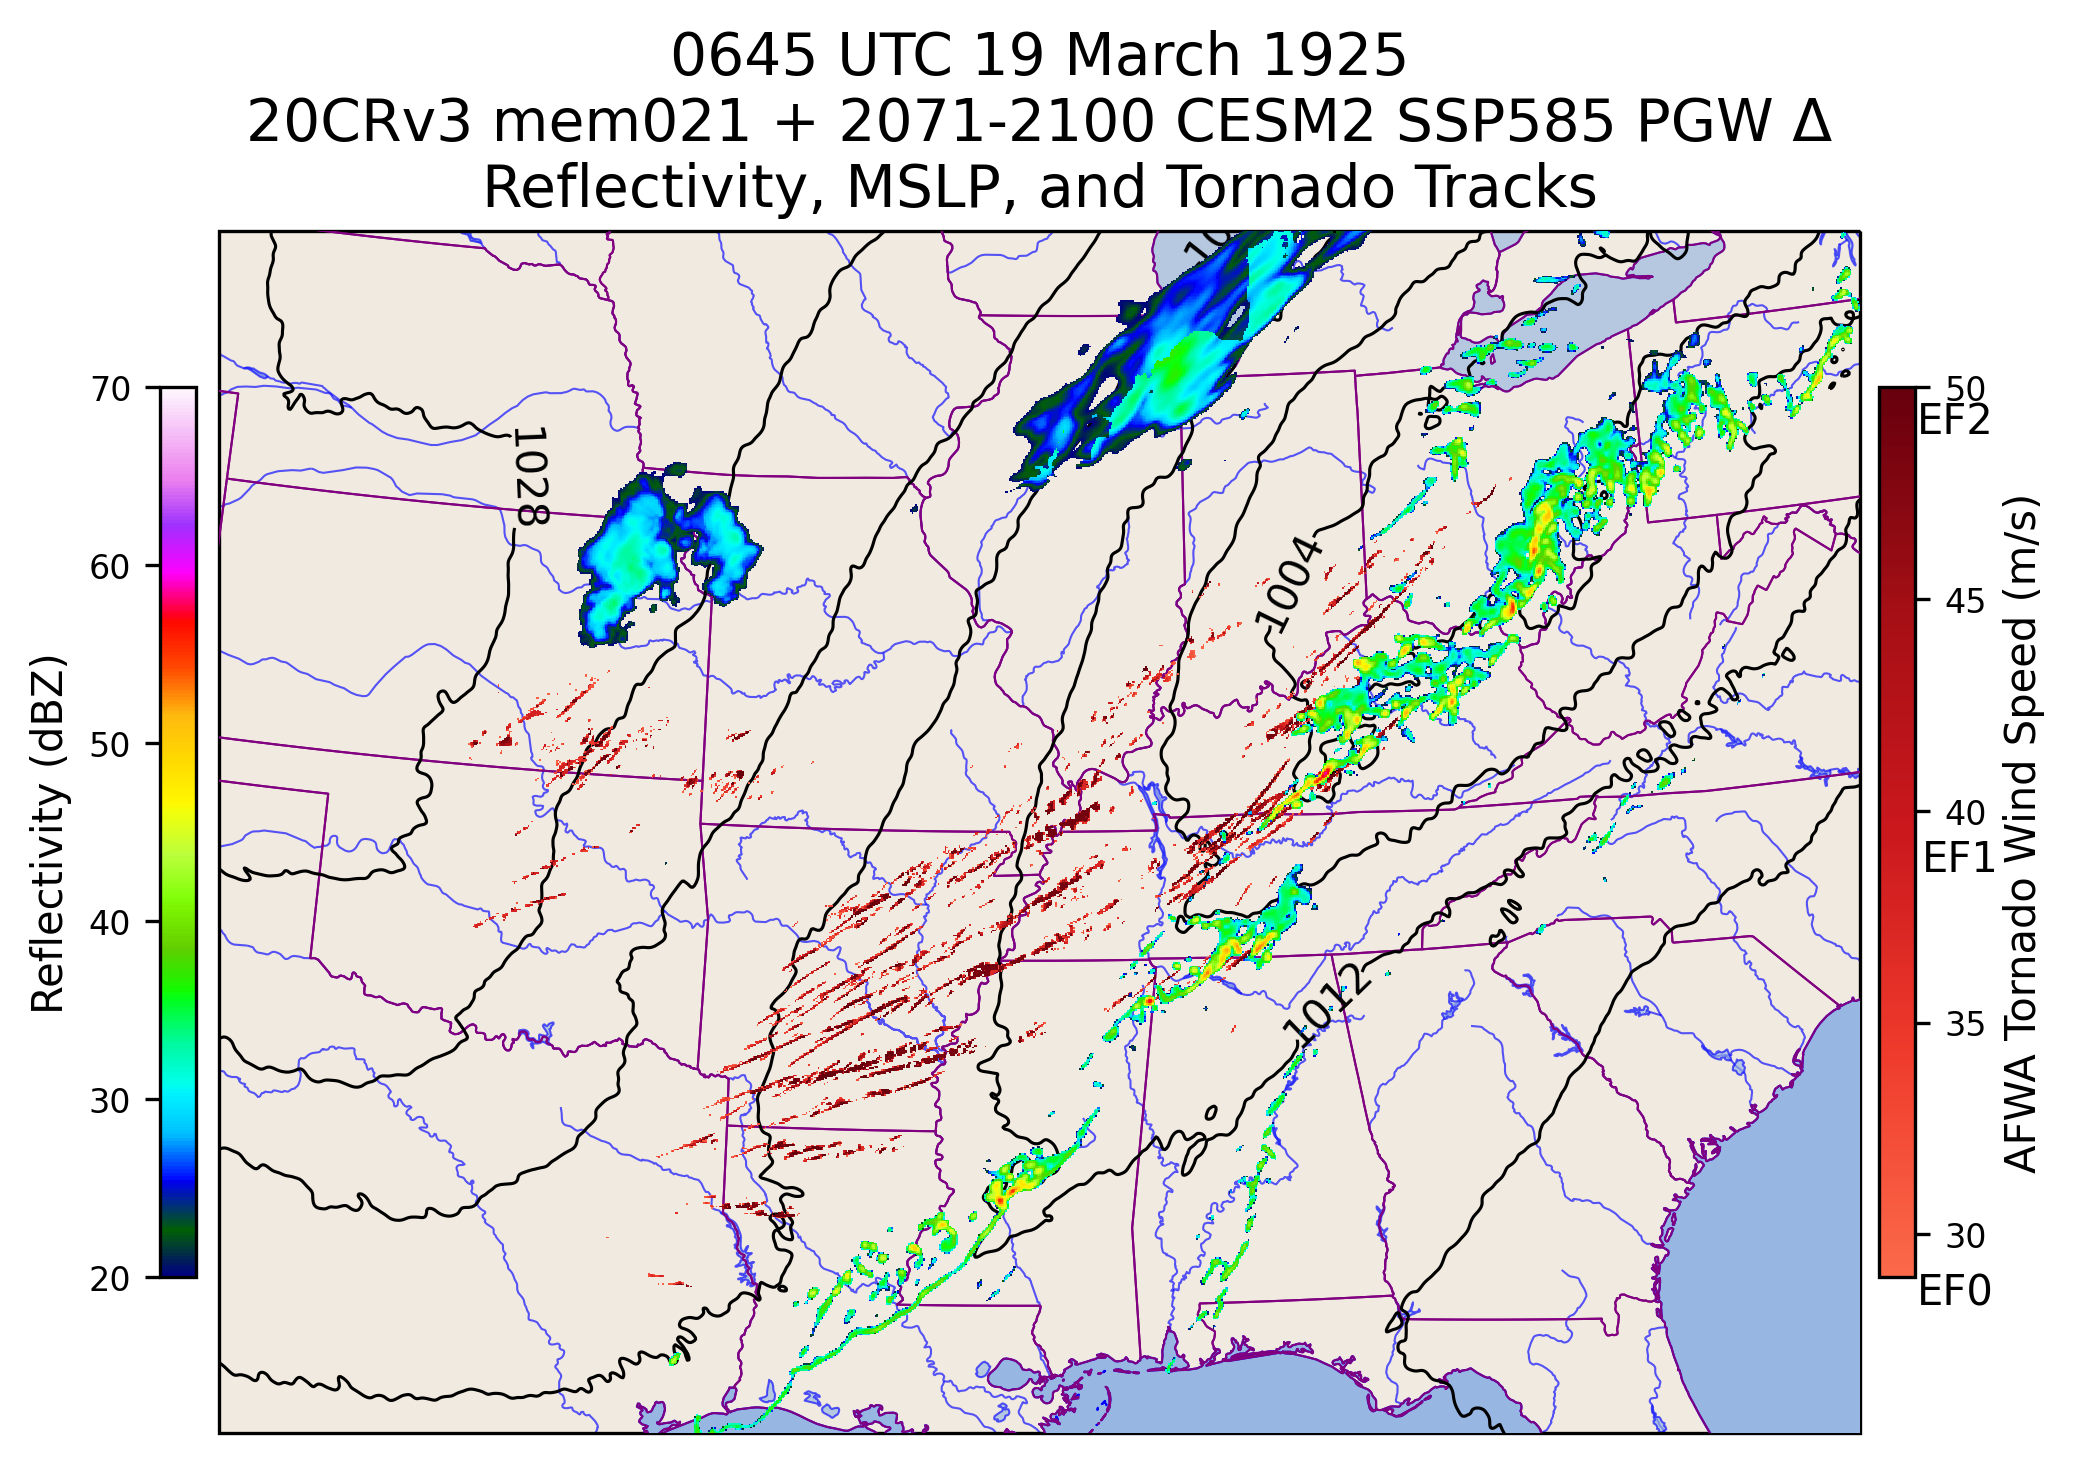 0645 UTC 19 March 1925
20CRv3 mem021 + 2071-2100 CESM2 SSP585 PGW Δ
Reflectivity, MSLP, and Tornado Tracks
70
60
50
40
30
20
Reflectivity (dBZ)
1028
1004
1012
50
EF2
45
40
EF1
35
30
EF0
AFWA Tornado Wind Speed (m/s)